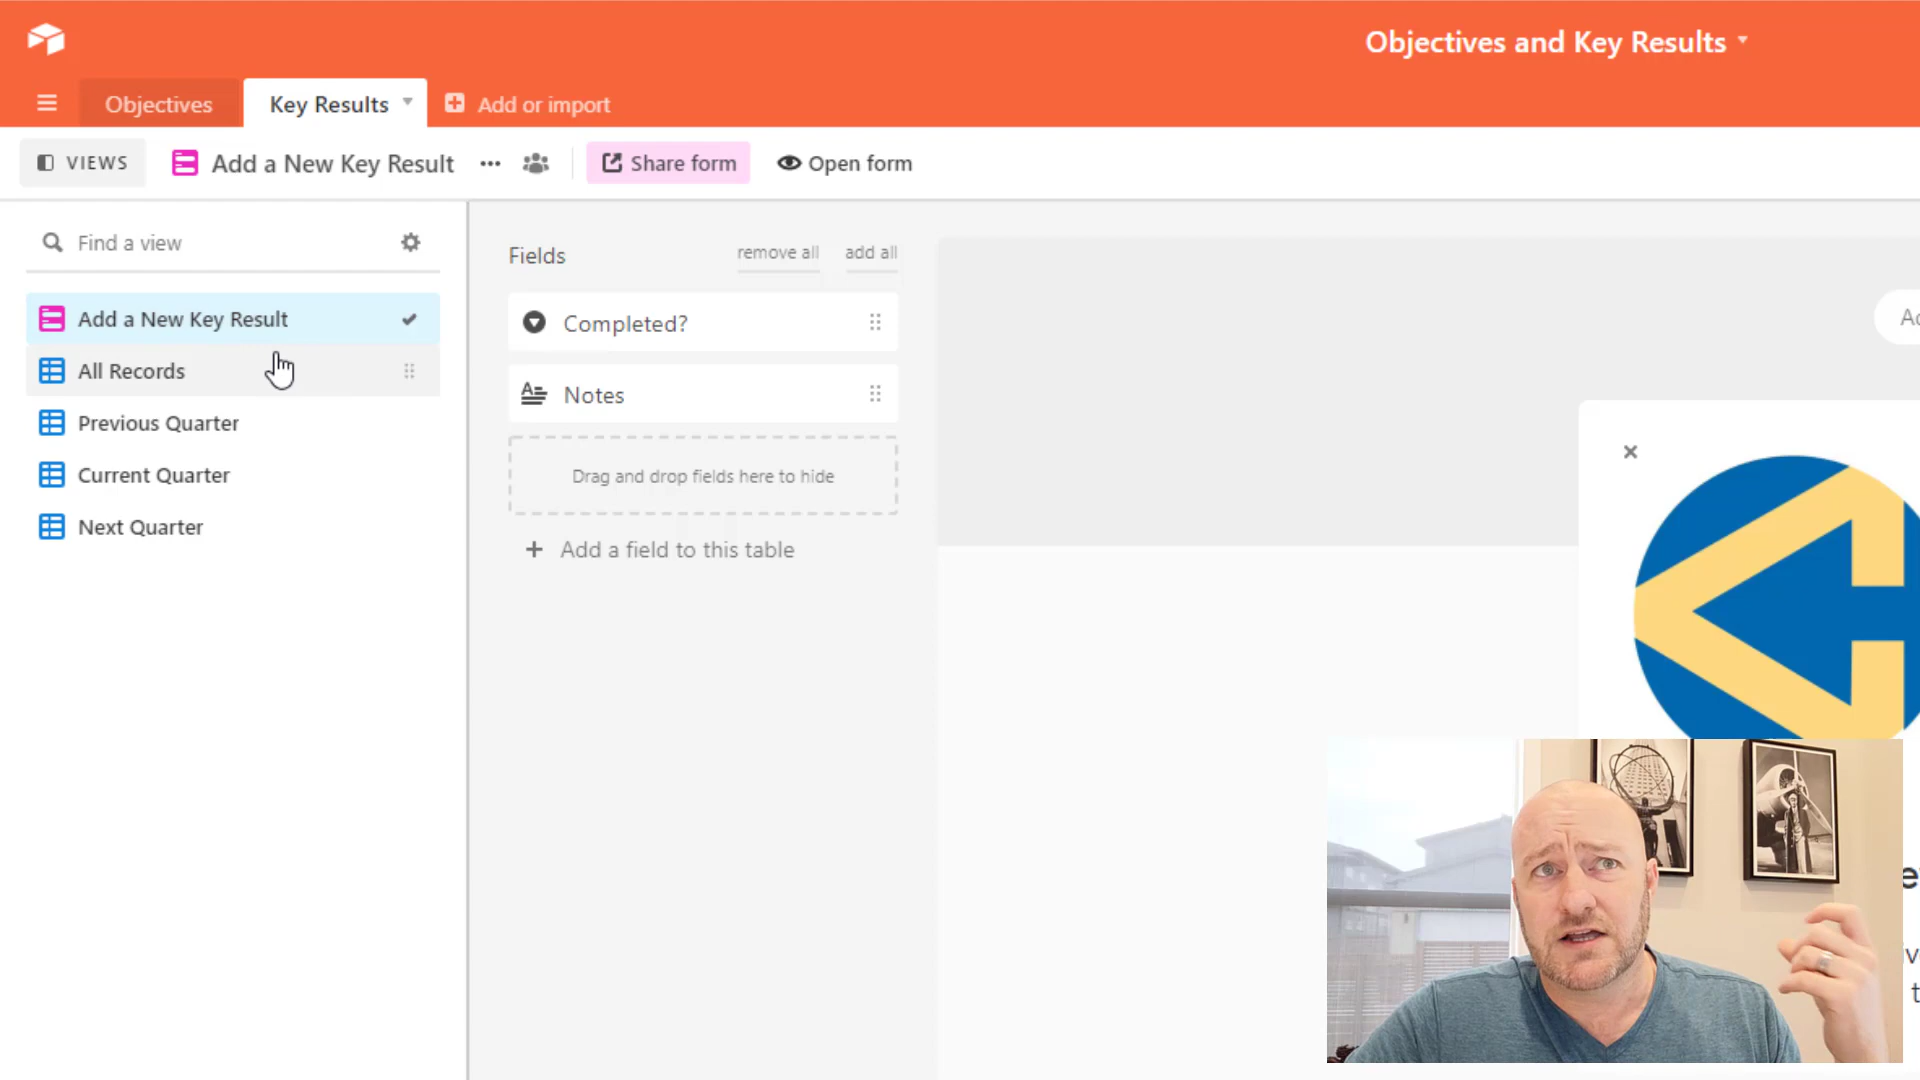 Objectives and Key Results
Objectives
Key Results
Add or import
VIEWS
Add a New Key Result
Share form
Open form
Find a view
Fields
remove all
add all
Add a New Key Result
Completed?
All Records
Notes
Previous Quarter
Current Quarter
Drag and drop fields here to hide
Next Quarter
Add a field to this table